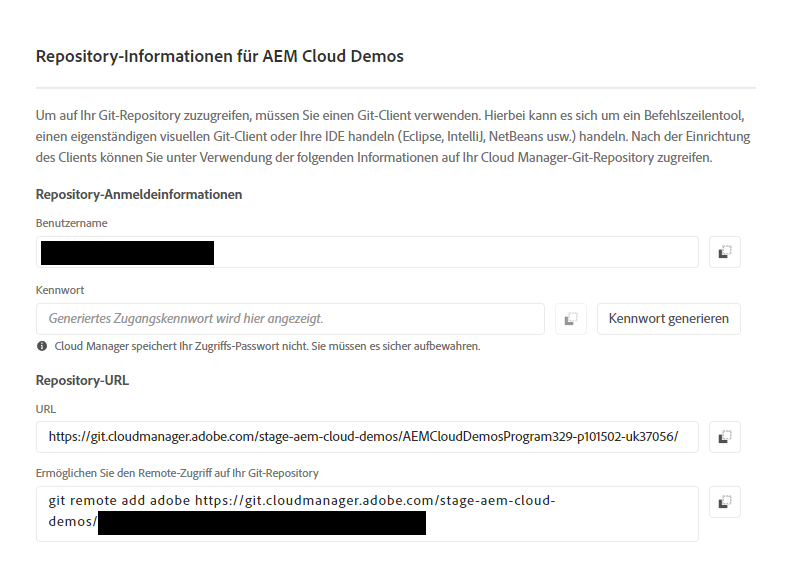 Repository-Informationen für AEM Cloud Demos
Um auf Ihr Git-Repository zuzugreifen, müssen Sie einen Git-Client verwenden. Hierbei kann es sich um ein Befehlszeilentool,
einen eigenständigen visuellen Git-Client oder Ihre IDE handeln (Eclipse, IntelliJ, NetBeans usw.) handeln. Nach der Einrichtung
des Clients können Sie unter Verwendung der folgenden Informationen auf Ihr Cloud Manager-Git-Repository zugreifen.
Repository-Anmeldeinformationen
Benutzername
Kennwort
Generiertes Zugangskennwort wird hier angezeigt.
Kennwort generieren
Cloud Manager speichert Ihr Zugriffs-Passwort nicht. Sie müssen es sicher aufbewahren.
Repository-URL
URL
https://git.cloudmanager.adobe.com/stage-aem-cloud-demos/AEMCloudDemosProgram329-p101502-uk37056/
Ermöglichen Sie den Remote-Zugriff auf Ihr Git-Repository
git remote add adobe https://git.cloudmanager.adobe.com/stage-aem-cloud-
demos/